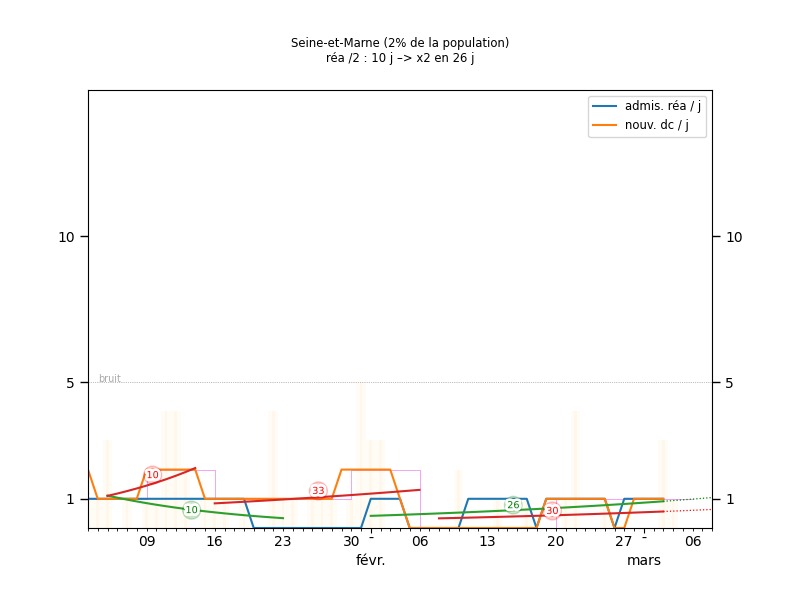 Seine-et-Marne (2% de la population)
réa /2 : 10 j –> x2 en 26 j
admis. réa / j
nouv. dc / j
10 10
5 bruit 5
10 33 10 26 30
1 1
09 16 23 30 - 06 13 20 27 - 06
févr. mars